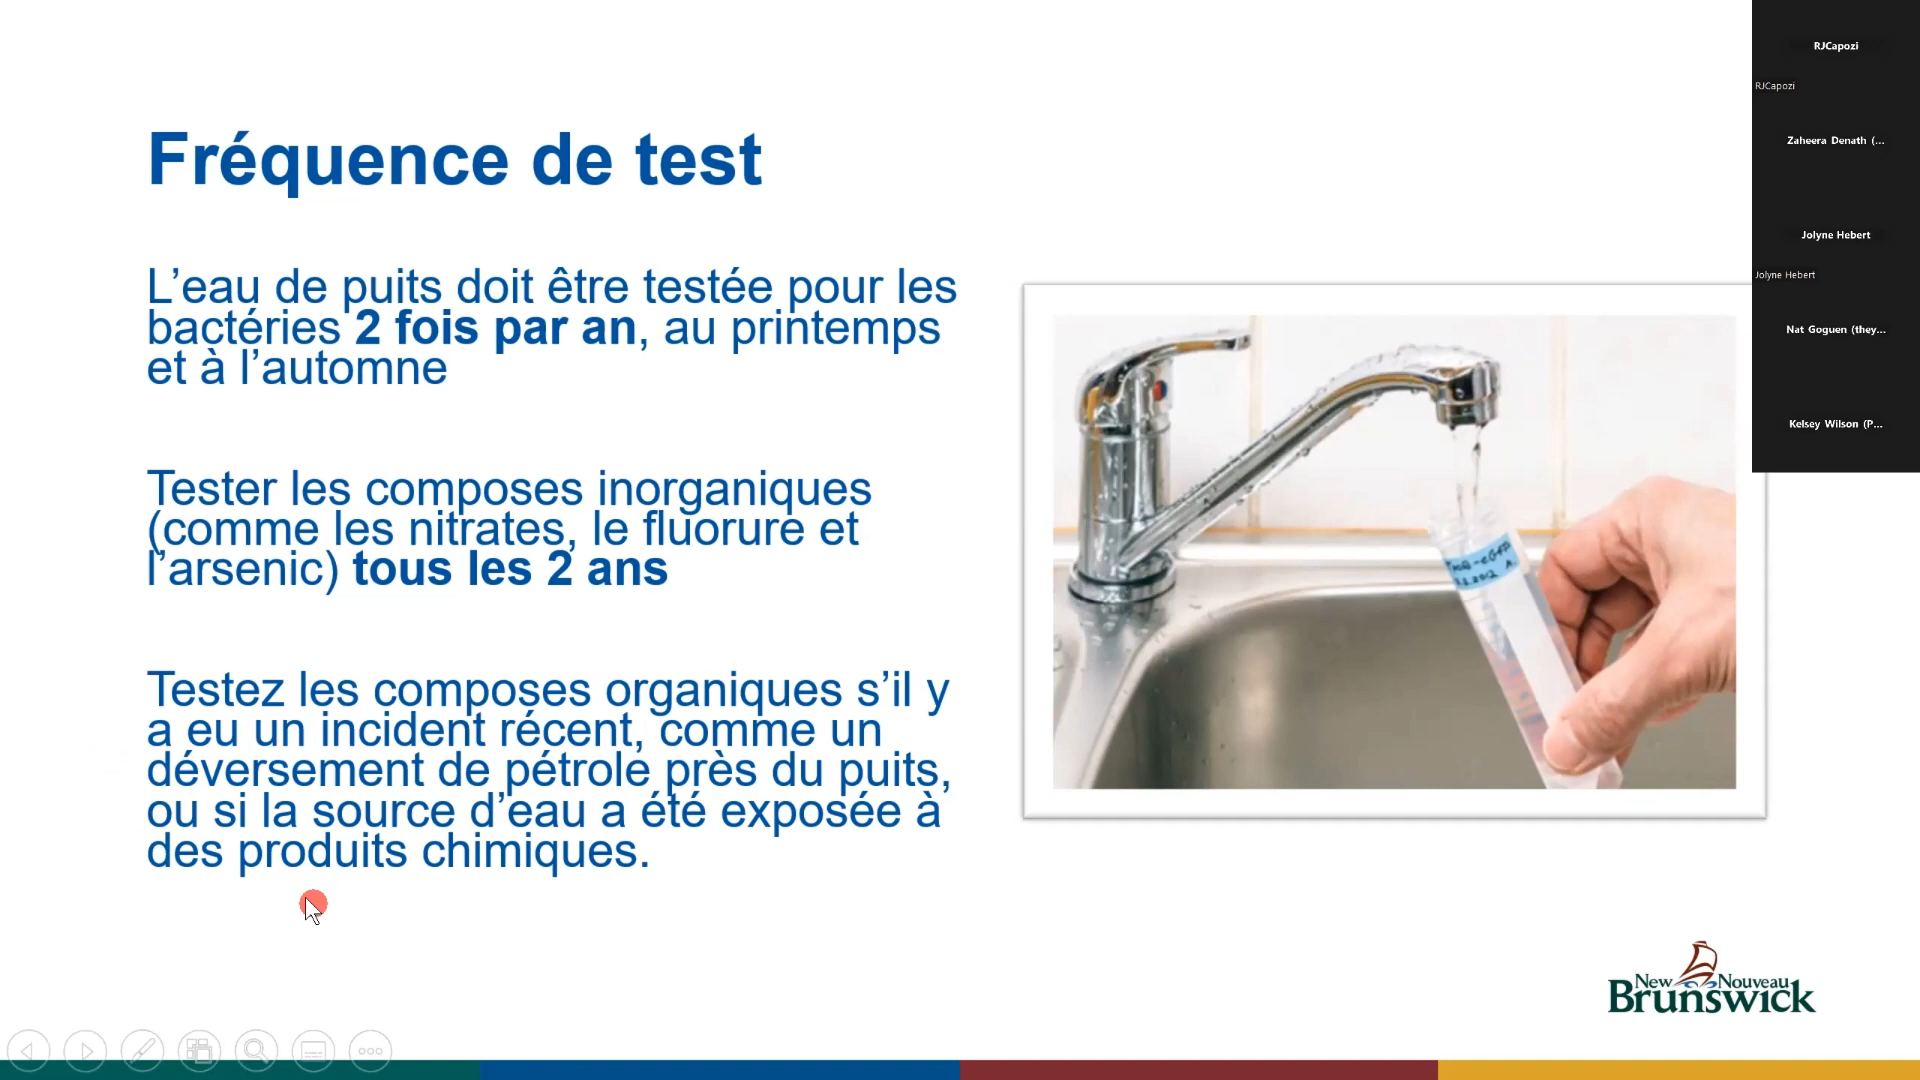 Fréquence de test
L’eau de puits doit être testée pour les
bactéries 2 fois par an, au printemps
et à l’automne
Tester les composes inorganiques
(comme les nitrates, le fluorure et
l’arsenic) tous les 2 ans
Testez les composes organiques s’il y
a eu un incident récent, comme un
déversement de pétrole près du puits,
ou si la source d’eau a été exposée à
des produits chimiques.
RJCapozi
RJCapozi
Zaheera Denath (...
Jolyne Hebert
Jolyne Hebert
Nat Goguen (they...
Kelsey Wilson (P...
New Nouveau
Brunswick